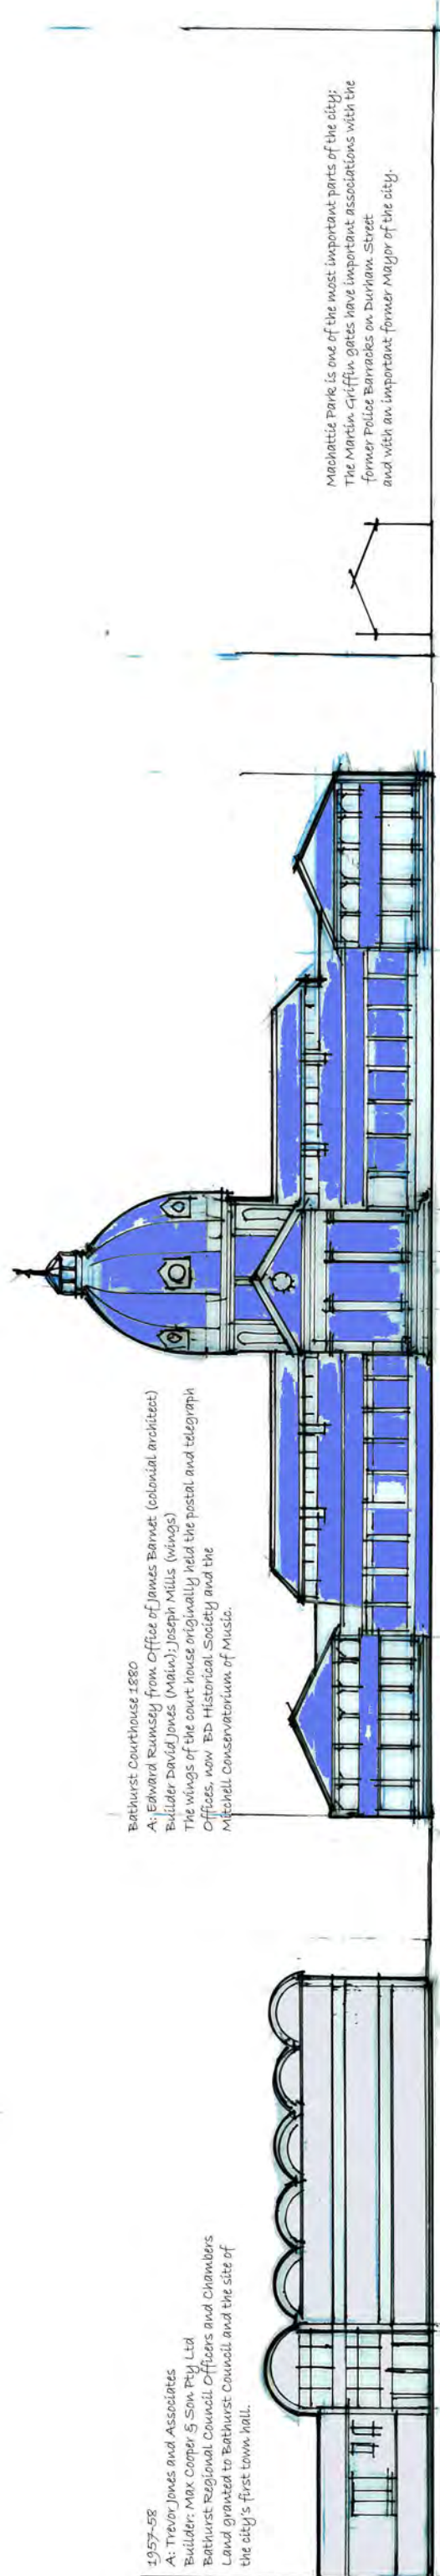 1957-58
A: Trevor Jones and Associates
Builder: Max Cooper & Son Pty Ltd
Bathurst Regional Council Officers and Chambers
Land granted to Bathurst Council and the site of
the city's first town hall.
Bathurst Courthouse 1880
A: Edward Rumsey from Office of James Barnet (colonial architect)
Builder David Jones (Main); Joseph Mills (wings)
The wings of the court house originally held the postal and telegraph
Offices, now BD Historical Society and the
Mitchell Conservatorium of Music.
Machattie Park is one of the most important parts of the city;
The Martin Griffin gates have important associations with the
former Police Barracks on Durham Street
and with an important former Mayor of the city.